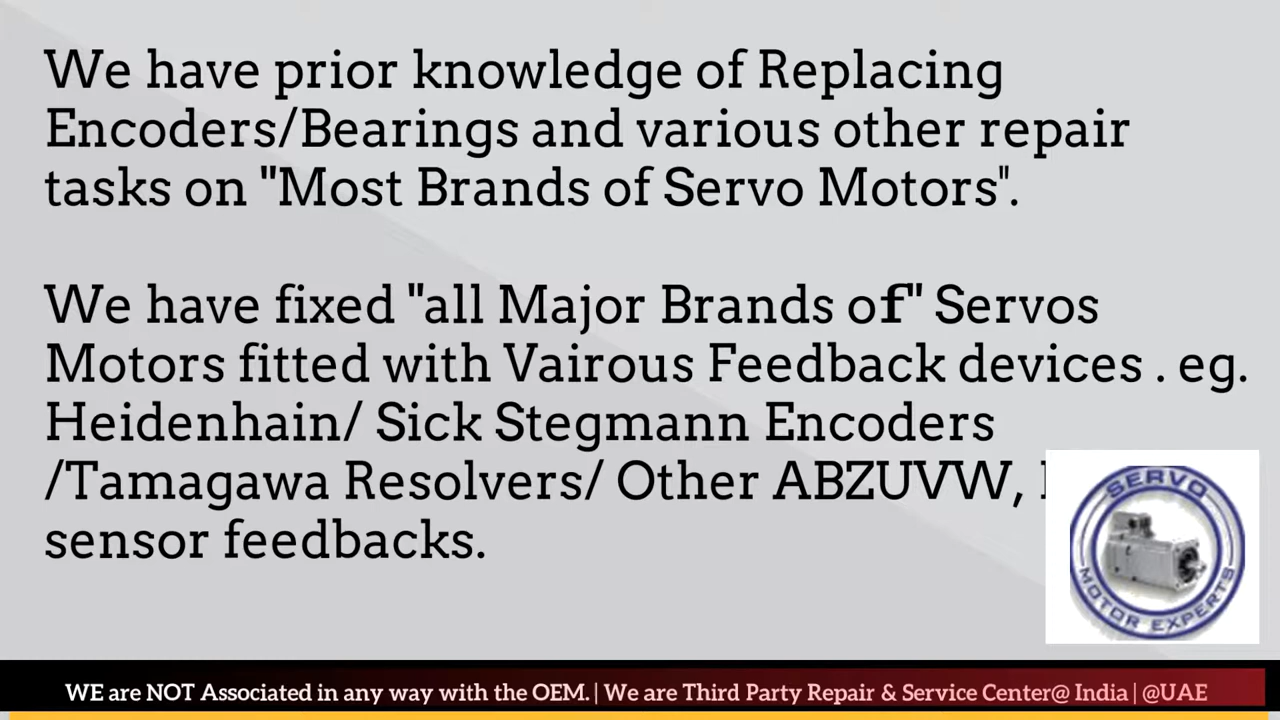 We have prior knowledge of Replacing
Encoders/Bearings and various other repair
tasks on "Most Brands of Servo Motors".
We have fixed "all Major Brands of" Servos
Motors fitted with Vairous Feedback devices . eg.
Heidenhain/ Sick Stegmann Encoders
/Tamagawa Resolvers/ Other ABZUVW,
sensor feedbacks.
SERVO
MOTOR EXPERTS
WE are NOT Associated in any way with the OEM. | We are Third Party Repair & Service Center@ India | @UAE